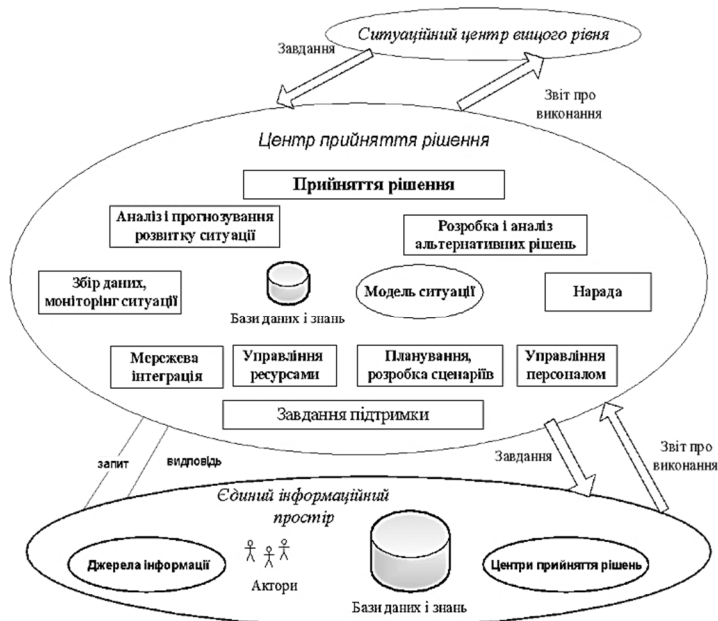 Ситуаційний центр вищого рівня
Завдання
Звіт про
виконання
Центр прийняття рішення
Прийняття рішення
Аналіз і прогнозування
розвитку ситуації
Розробка і аналіз
альтернативних рішень
Збір даних,
моніторінг ситуації
Бази даних і знань
Модель ситуації
Нарада
Мережева
інтеграція
Управління
ресурсами
Планування,
розробка сценаріїв
Управління
персоналом
Завдання підтримки
запит
видповідь
Завдання
Звіт про
виконання
Єдиний інформаційний
простір
Джерела інформації
Актори
Бази даних і знань
Центри прийняття рішень